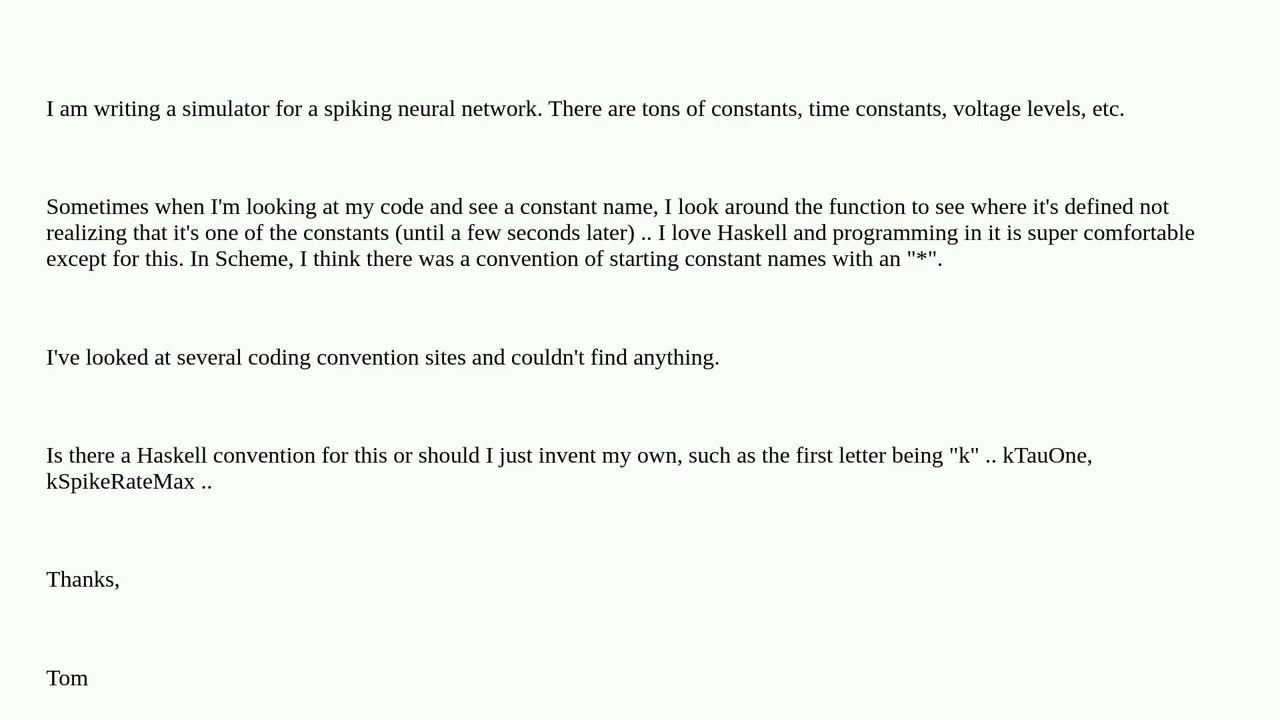 I am writing a simulator for a spiking neural network. There are tons of constants, time constants, voltage levels, etc.
Sometimes when I'm looking at my code and see a constant name, I look around the function to see where it's defined not
realizing that it's one of the constants (until a few seconds later) .. I love Haskell and programming in it is super comfortable
except for this. In Scheme, I think there was a convention of starting constant names with an "*".
I've looked at several coding convention sites and couldn't find anything.
Is there a Haskell convention for this or should I just invent my own, such as the first letter being "k" .. kTauOne,
kSpikeRateMax ..
Thanks,
Tom